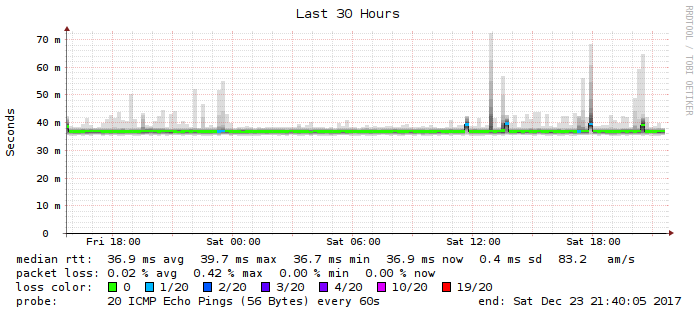 Last 30 Hours
RRDTOOL / TOBI OETIKER
Seconds
70 m
60 m
50 m
40 m
30 m
20 m
10 m
0
Fri 18:00 Sat 00:00 Sat 06:00 Sat 12:00 Sat 18:00
median rtt: 36.9 ms avg 39.7 ms max 36.7 ms min 36.9 ms now 0.4 ms sd 83.2 am/s
packet loss: 0.02 % avg 0.42 % max 0.00 % min 0.00 % now
loss color: 0 1/20 2/20 3/20 4/20 10/20 19/20
probe: 20 ICMP Echo Pings (56 Bytes) every 60s end: Sat Dec 23 21:40:05 2017